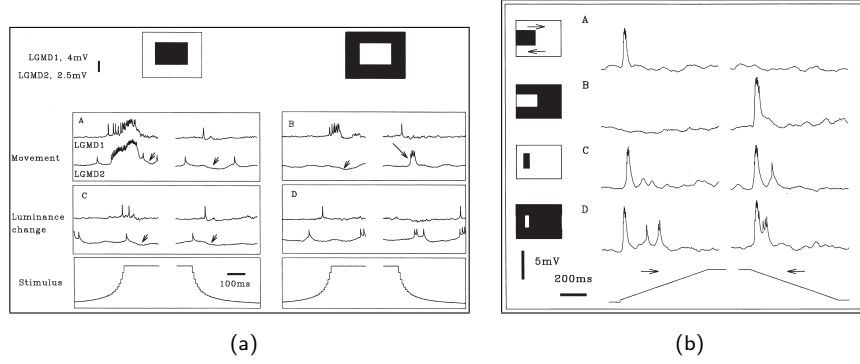 LGMD1, 4mV
LGMD2, 2.5mV
A
B
LGMD1
Movement
LGMD2
C
D
Luminance
change
Stimulus
100ms
(a)
A
B
C
D
5mV
200ms
(b)